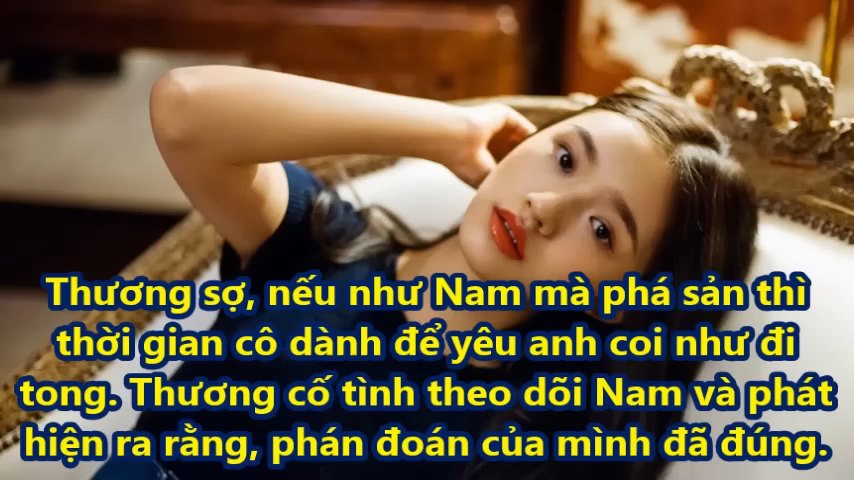 Thương sợ, nếu như Nam mà phá sản thì
thời gian cô dành để yêu anh coi như đi
tong. Thương cố tình theo dõi Nam và phát
hiện ra rằng, phán đoán của mình đã đúng.